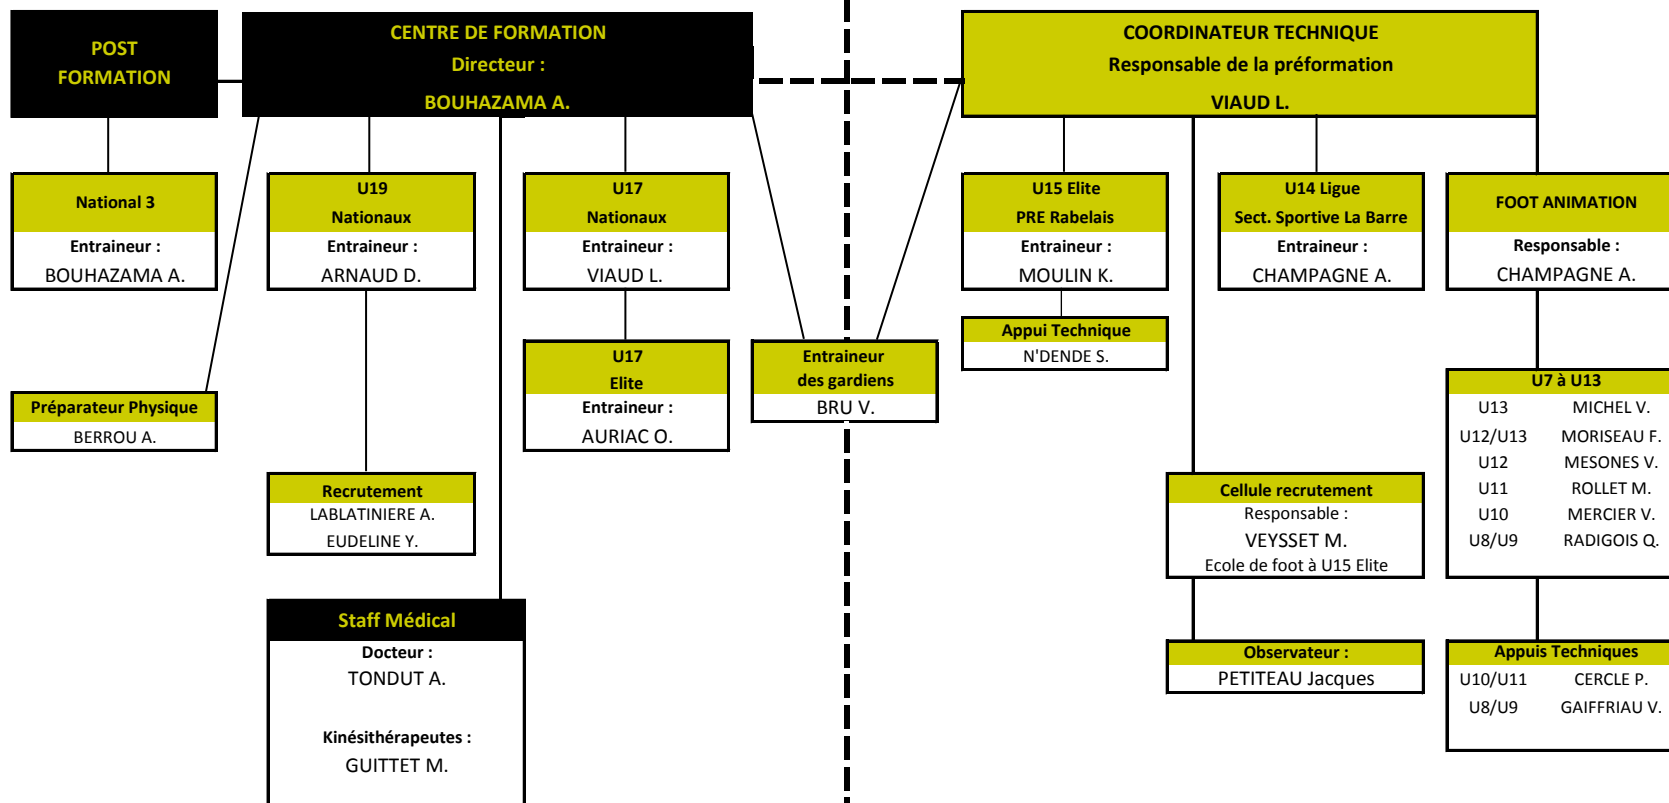 POST
FORMATION
CENTRE DE FORMATION
Directeur :
BOUHAZAMA A.
COORDINATEUR TECHNIQUE
Responsable de la préformation
VIAUD L.
National 3
Entraineur :
BOUHAZAMA A.
U19
Nationaux
Entraineur :
ARNAUD D.
U17
Nationaux
Entraineur :
VIAUD L.
U15 Elite
PRE Rabelais
Entraineur :
MOULIN K.
U14 Ligue
Sect. Sportive La Barre
Entraineur :
CHAMPAGNE A.
FOOT ANIMATION
Responsable :
CHAMPAGNE A.
Appui Technique
N'DENDE S.
U17
Elite
Entraineur :
AURIAC O.
Entraineur
des gardiens
BRU V.
Préparateur Physique
BERROU A.
U7 à U13
U13 MICHEL V.
U12/U13 MORISEAU F.
U12 MESONES V.
U11 ROLLET M.
U10 MERCIER V.
U8/U9 RADIGOIS Q.
Recrutement
LABLATINIERE A.
EUDELINE Y.
Cellule recrutement
Responsable :
VEYSSET M.
Ecole de foot à U15 Elite
Staff Médical
Docteur :
TONDUT A.
Kinésithérapeutes :
GUITTET M.
Observateur :
PETITEAU Jacques
Appuis Techniques
U10/U11 CERCLE P.
U8/U9 GAIFFRIAU V.